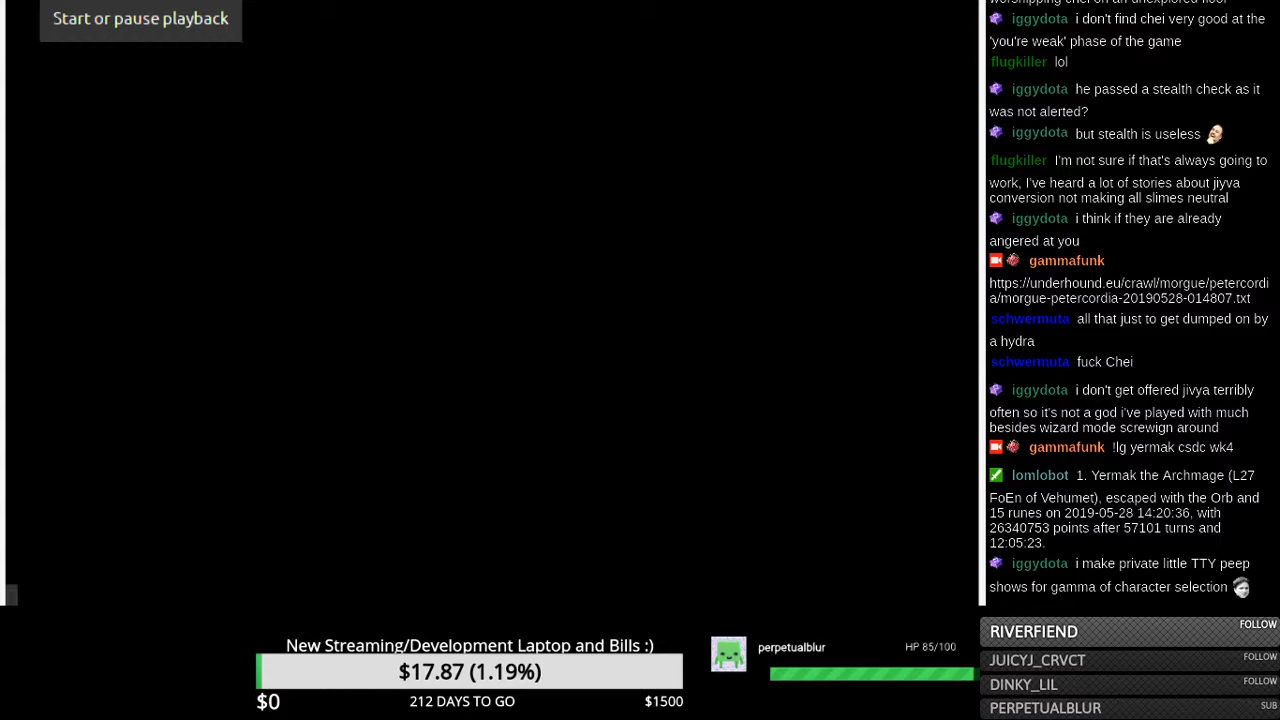 Start or pause playback
iggydota i don't find chei very good at the
'you're weak' phase of the game
flugkiller lol
iggydota he passed a stealth check as it
was not alerted?
iggydota but stealth is useless
flugkiller I'm not sure if that's always going to
work, I've heard a lot of stories about jiyva
conversion not making all slimes neutral
iggydota i think if they are already
angered at you
gammafunk
https://underhound.eu/crawl/morgue/petercordi
a/morgue-petercordia-20190528-014807.txt
schwermuta all that just to get dumped on by
a hydra
schwermuta fuck Chei
iggydota i don't get offered jivya terribly
often so it's not a god i've played with much
besides wizard mode screwign around
gammafunk !lg yermak csdc wk4
lomlobot 1. Yermak the Archmage (L27
FoEn of Vehumet), escaped with the Orb and
15 runes on 2019-05-28 14:20:36, with
26340753 points after 57101 turns and
12:05:23.
iggydota i make private little TTY peep
shows for gamma of character selection
New Streaming/Development Laptop and Bills :)
$17.87 (1.19%)
$0 212 DAYS TO GO $1500
perpetualblur HP 85/100
RIVERFIEND FOLLOW
JUICYJ_CRVCT FOLLOW
DINKY_LIL FOLLOW
PERPETUALBLUR SUB